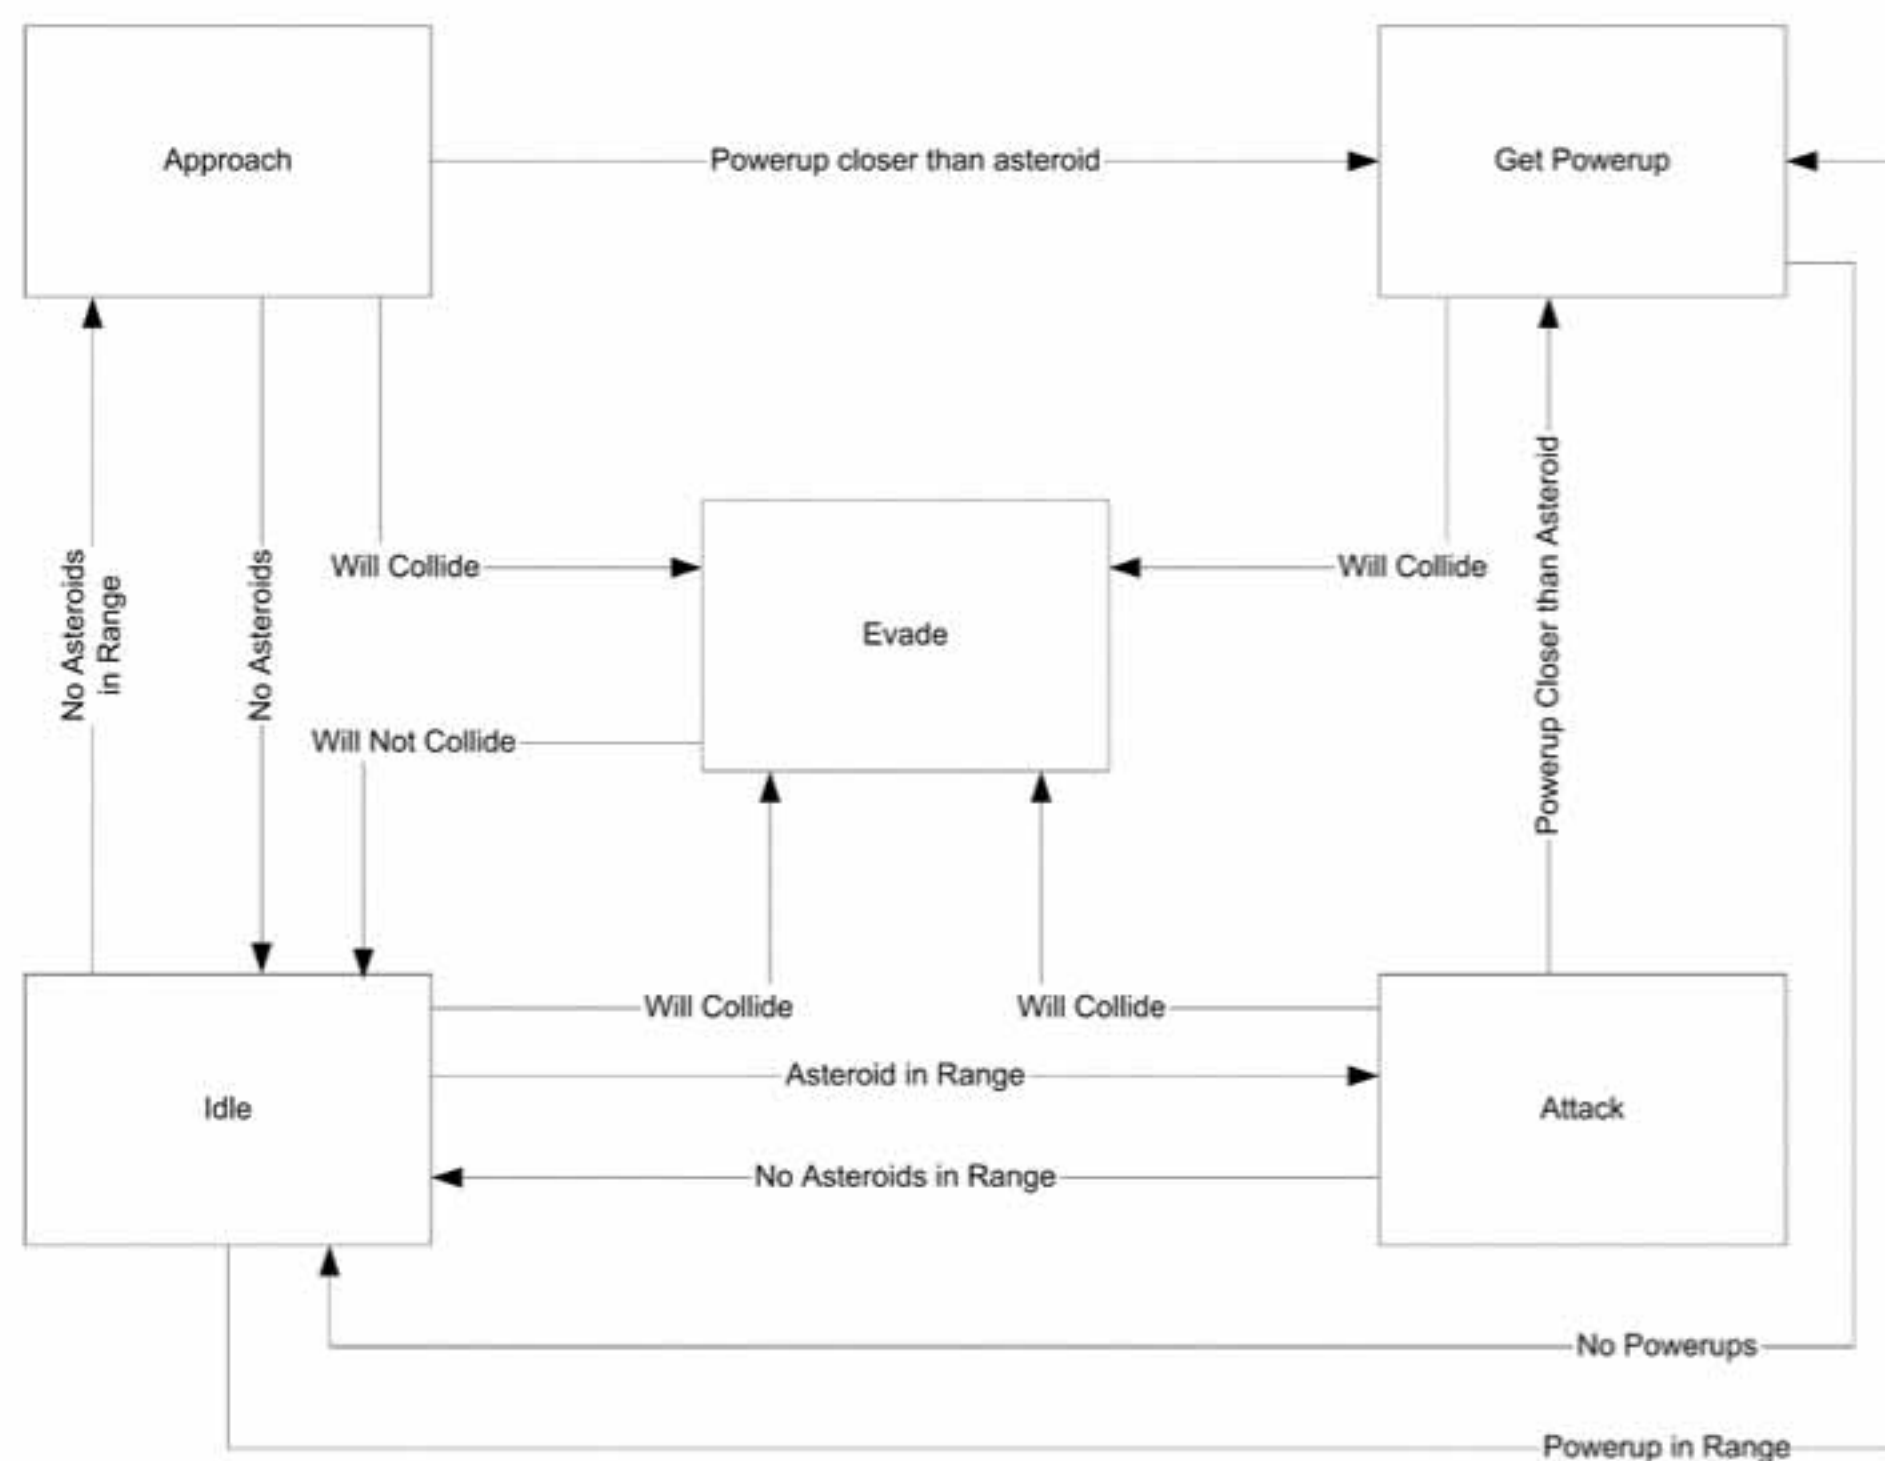 Approach
Powerup closer than asteroid
Get Powerup
No Asteroids
in Range
No Asteroids
Will Collide
Will Collide
Powerup Closer than Asteroid
Evade
Will Not Collide
Will Collide
Will Collide
Asteroid in Range
Idle
Attack
No Asteroids in Range
No Powerups
Powerup in Range